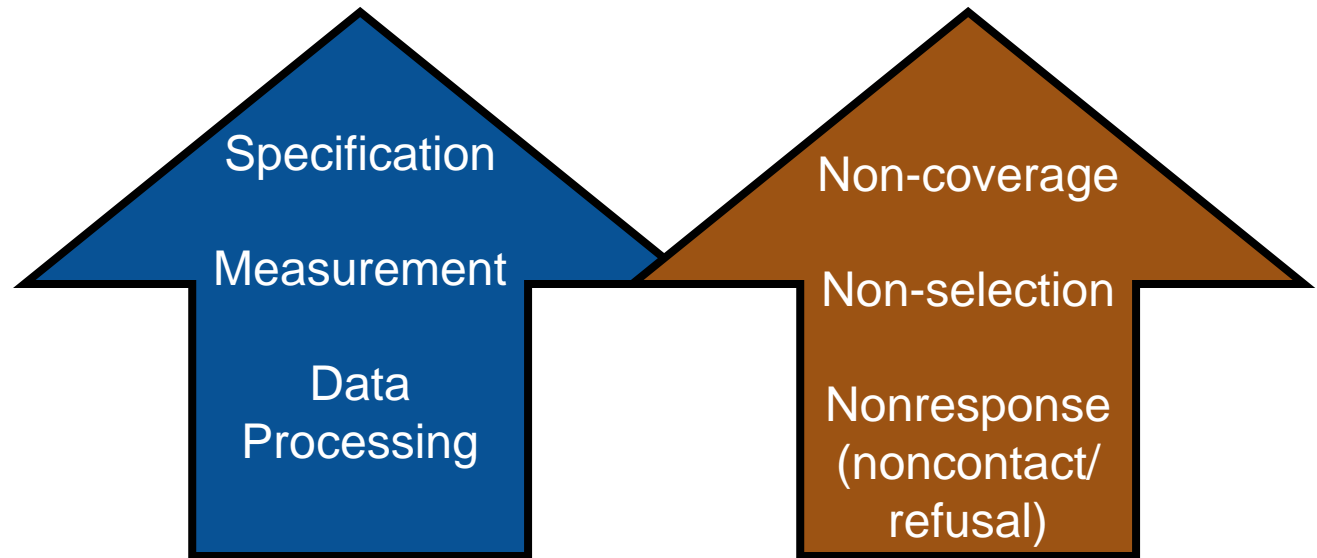 Specification
Measurement
Data
Processing
Non-coverage
Non-selection
Nonresponse
(noncontact/
refusal)